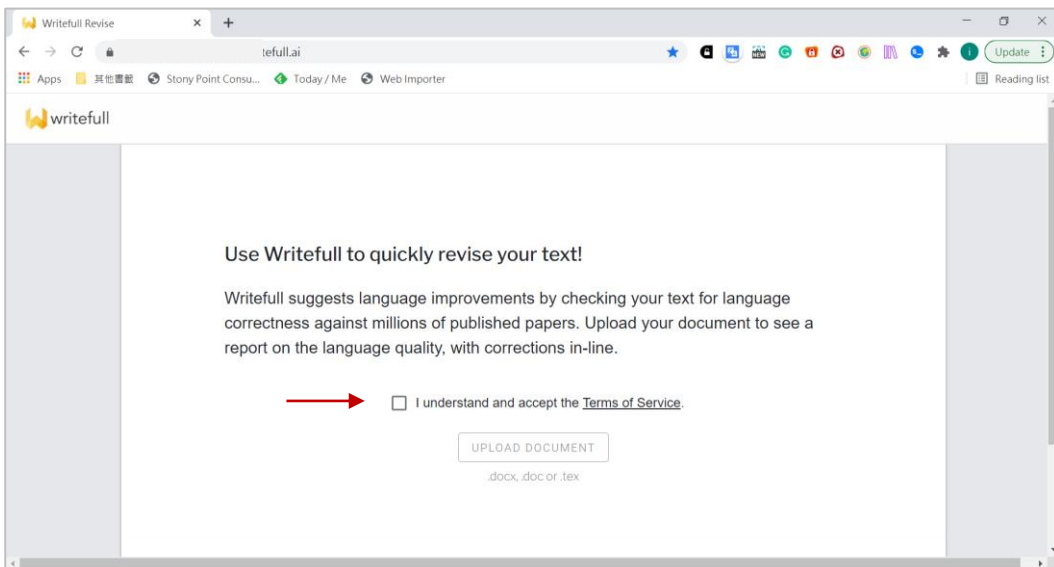 Writefull Revise
tefull.ai
Update
Apps 其他書籤 Stony Point Consu... Today / Me Web Importer Reading list
writefull
Use Writefull to quickly revise your text!
Writefull suggests language improvements by checking your text for language
correctness against millions of published papers. Upload your document to see a
report on the language quality, with corrections in-line.
I understand and accept the Terms of Service.
UPLOAD DOCUMENT
.docx, .doc or .tex